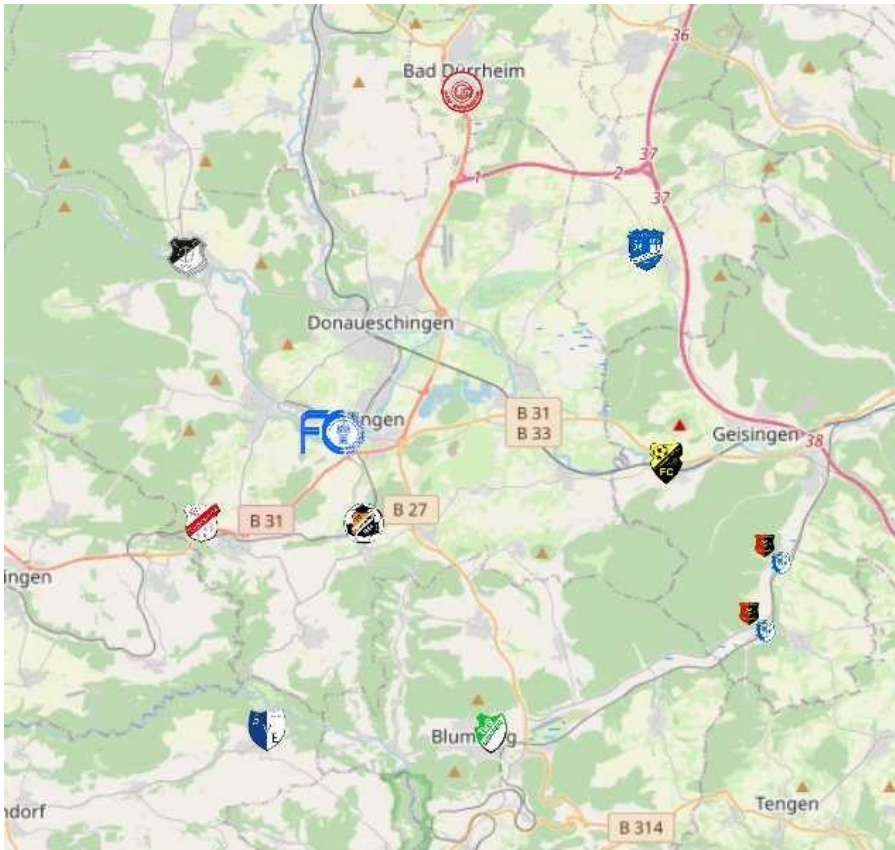 36
Bad Dürrheim
37
1
2
37
Donaueschingen
FC
ingen
B 31
B 33
Geisingen
38
FC
B 31
B 27
ingen
S
V
E
Blum
g
Tengen
ndorf
B 314